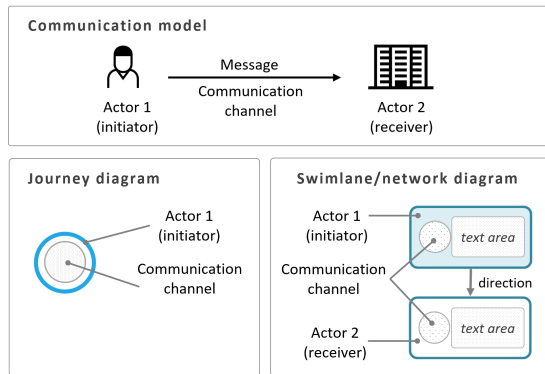 Communication model
Message
Communication
channel
Actor 1
(initiator)
Actor 2
(receiver)
Journey diagram
Actor 1
(initiator)
Communication
channel
Swimlane/network diagram
Actor 1
(initiator)
text area
Communication
channel
direction
Actor 2
(receiver)
text area